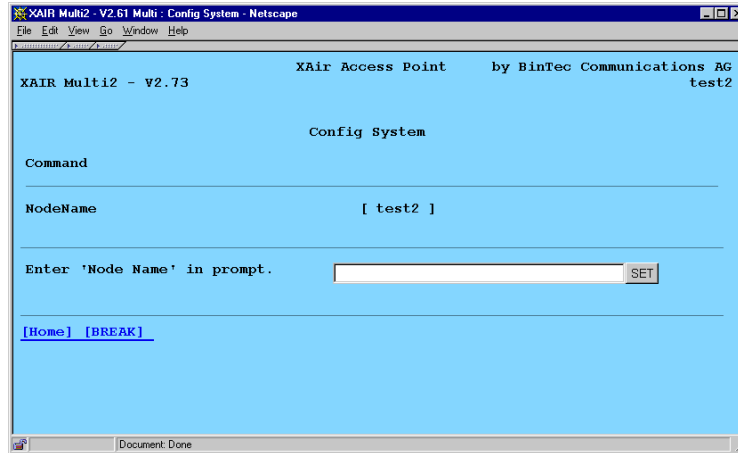 XAIR Multi2 - V2.61 Multi : Config System - Netscape
File Edit View Go Window Help
XAir Access Point by BinTec Communications AG
XAIR Multi2 - V2.73 test2
Config System
Command
NodeName [ test2 ]
Enter 'Node Name' in prompt. SET
[Home] [BREAK]
Document: Done